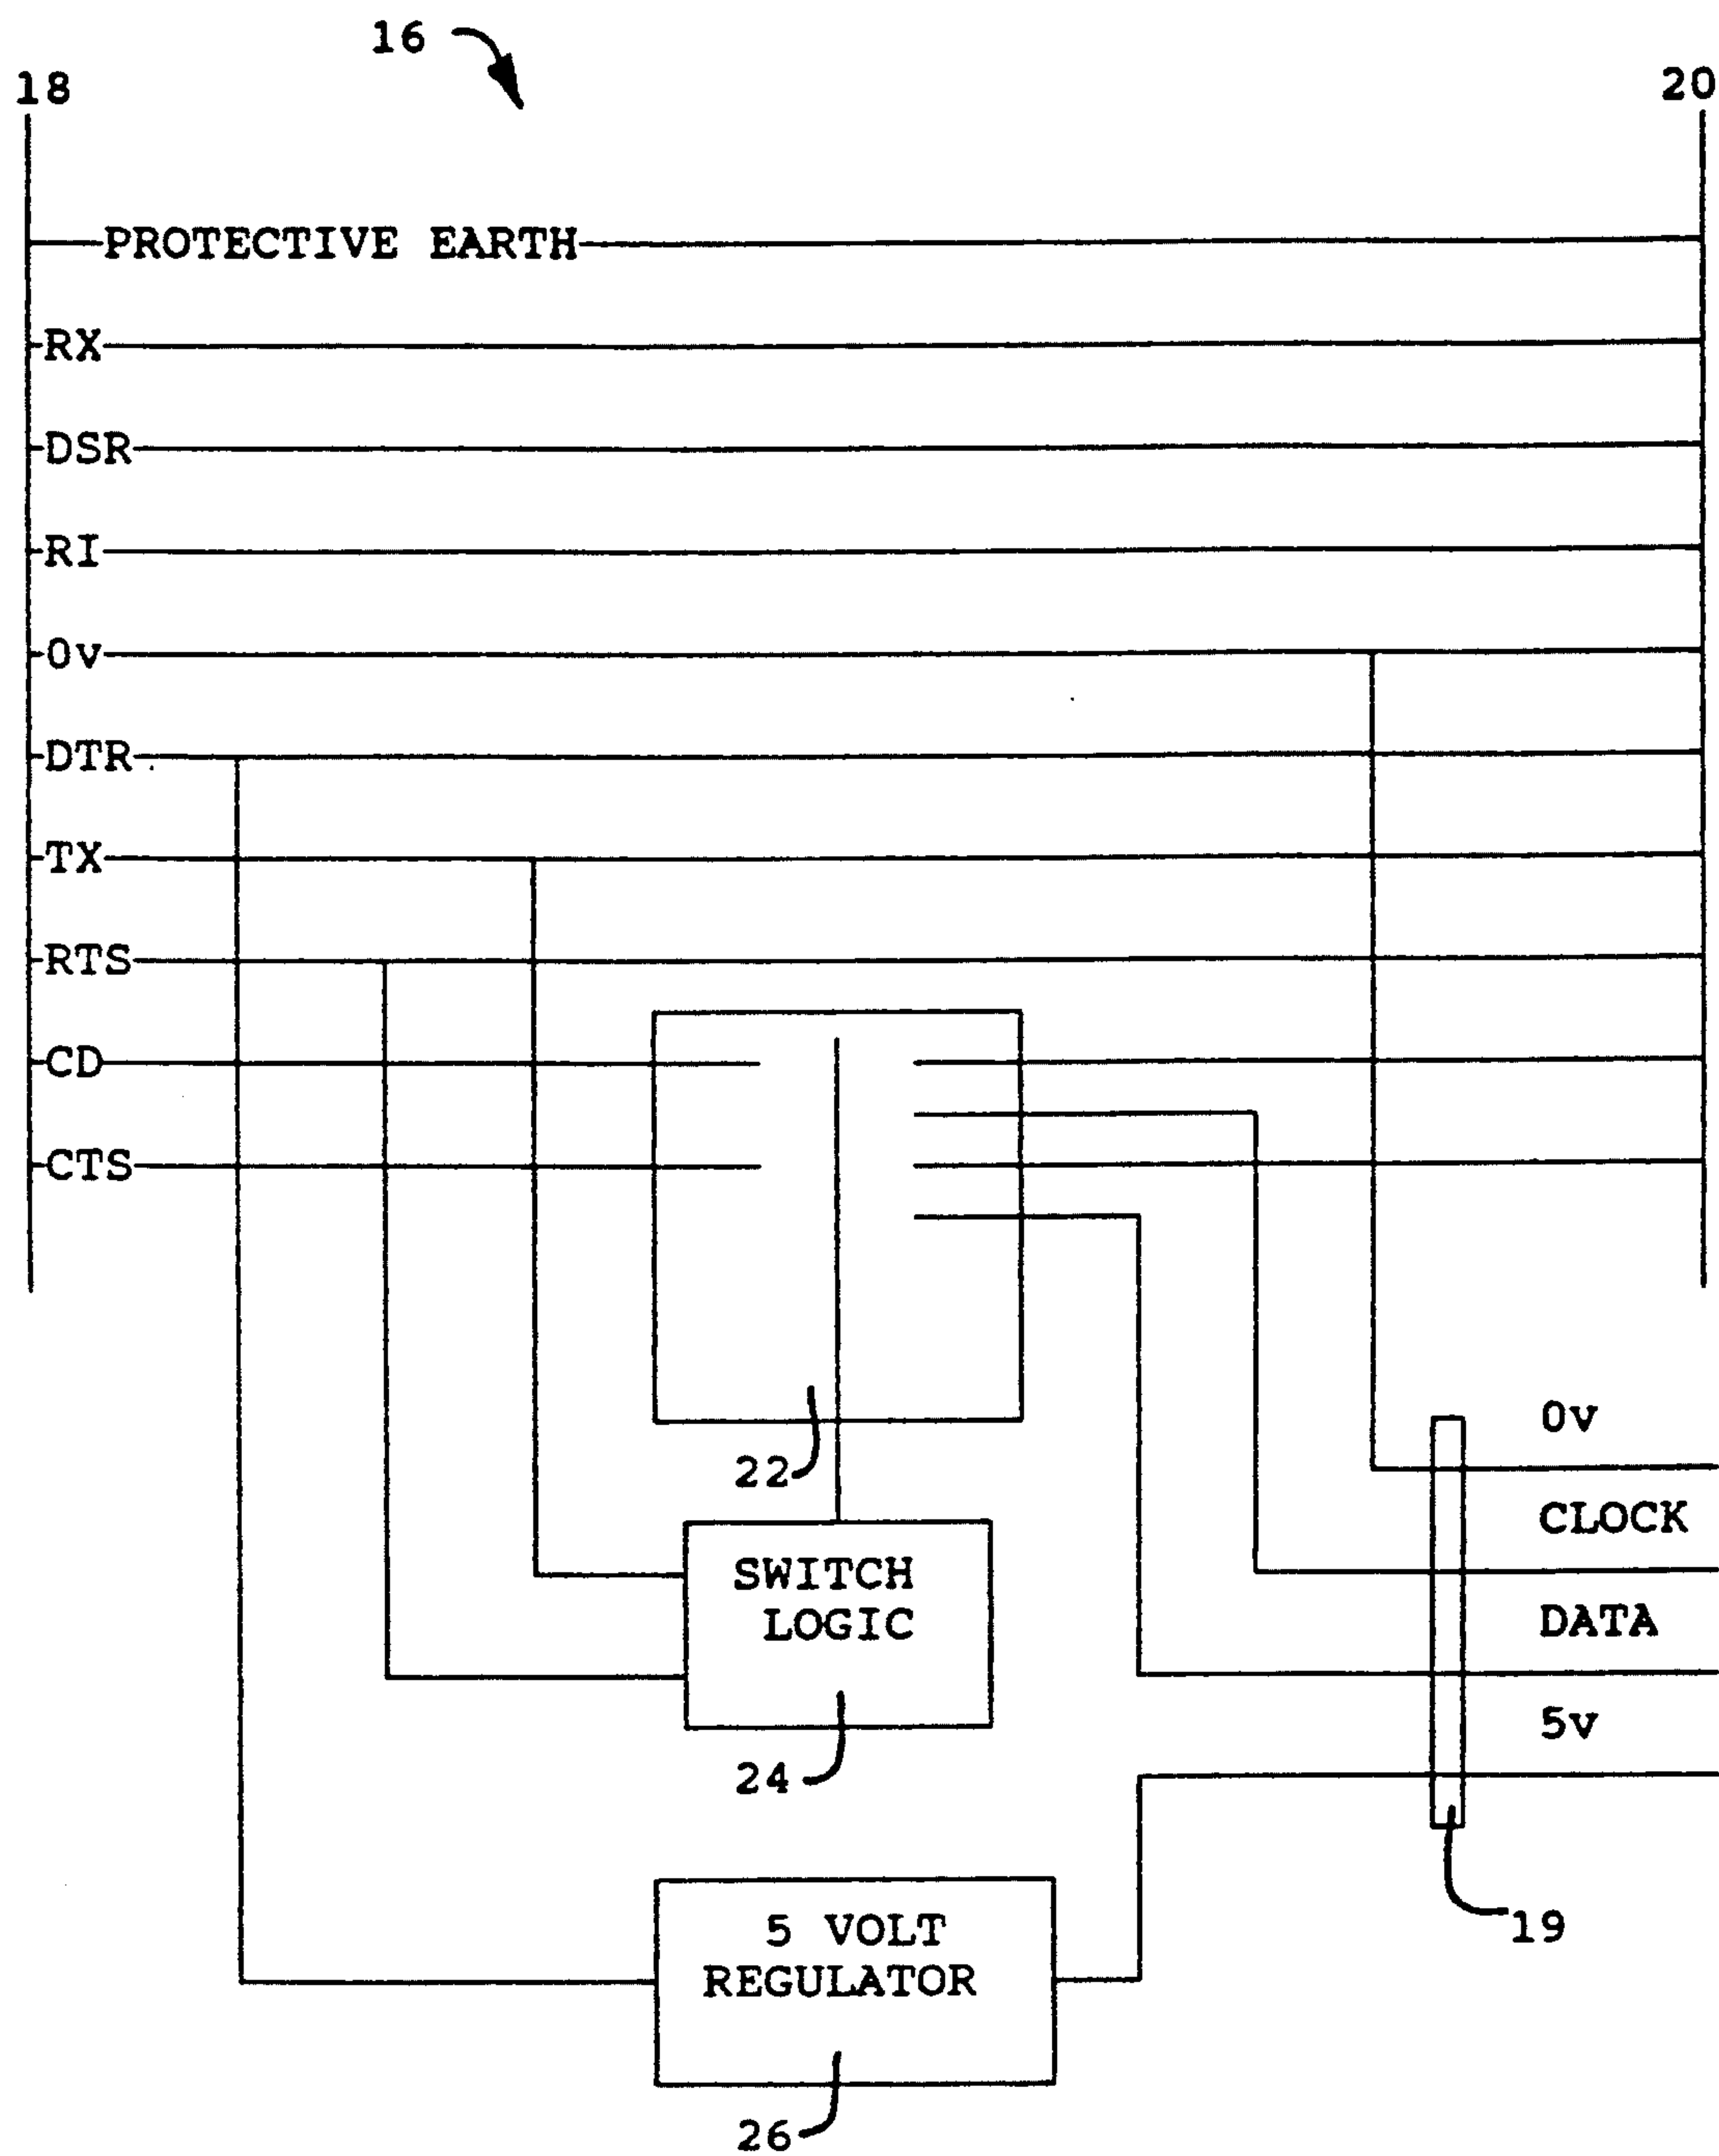 16
18
20
PROTECTIVE EARTH
RX
DSR
RI
0v
DTR
TX
RTS
CD
CTS
22
0v
CLOCK
SWITCH
LOGIC
DATA
5v
24
5 VOLT
REGULATOR
19
26